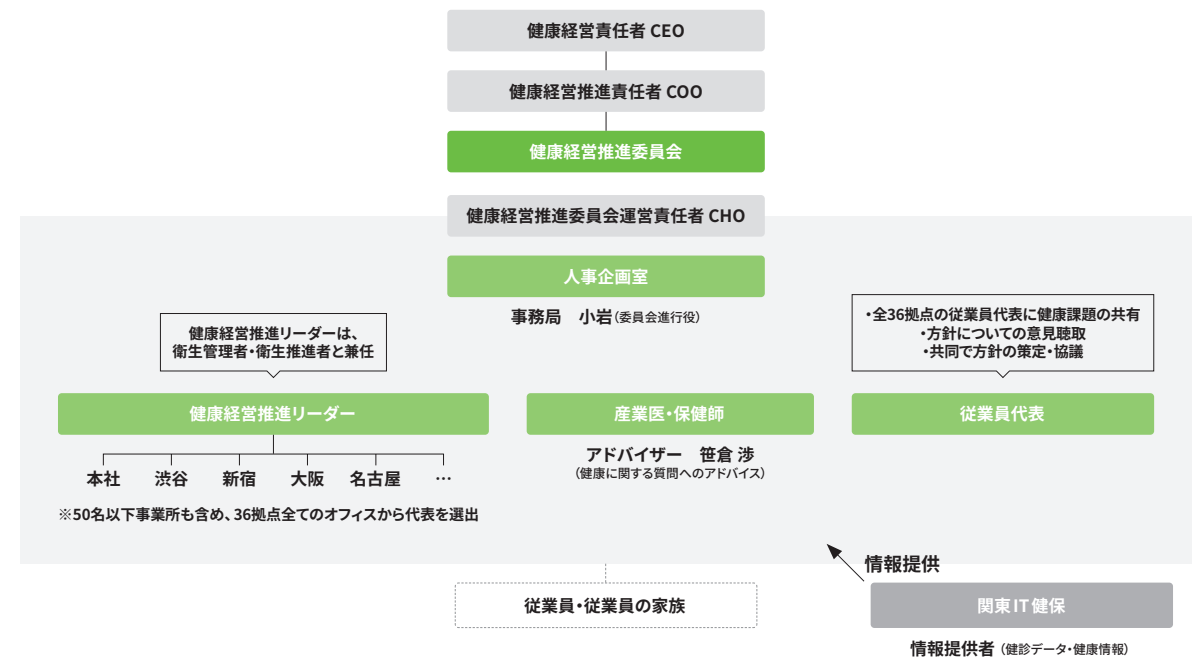 健康経営責任者 CEO
健康経営推進責任者 COO
健康経営推進委員会
健康経営推進委員会運営責任者 CHO
人事企画室
事務局　小岩(委員会進行役)
健康経営推進リーダーは、
衛生管理者・衛生推進者と兼任
・全36拠点の従業員代表に健康課題の共有
・方針についての意見聴取
・共同で方針の策定・協議
健康経営推進リーダー
産業医・保健師
従業員代表
本社　渋谷　新宿　大阪　名古屋　…
アドバイザー　笹倉 渉
(健康に関する質問へのアドバイス)
※50名以下事業所も含め、36拠点全てのオフィスから代表を選出
情報提供
従業員・従業員の家族
関東IT健保
情報提供者 (健診データ・健康情報)